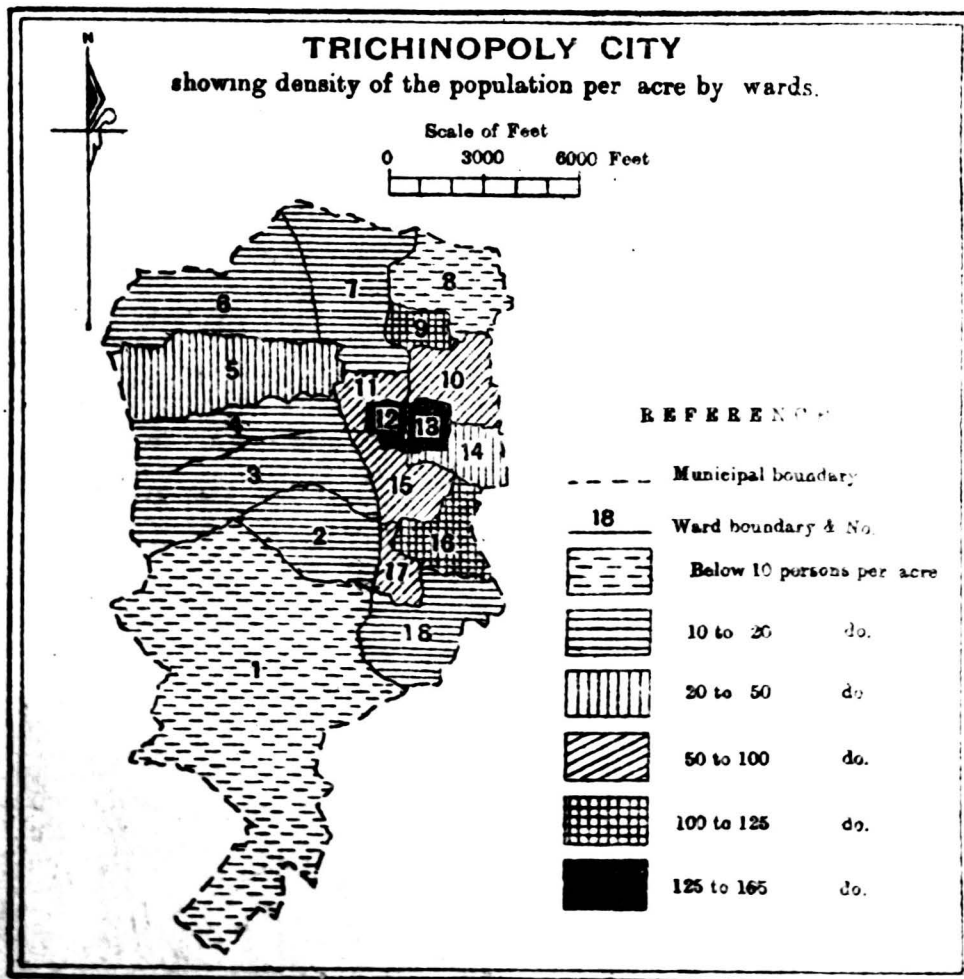 N
TRICHINOPOLY CITY
showing density of the population per acre by wards.
Scale of Feet
0 3000 6000 Feet
8
7
6
9
5
10
11
4
12
13
14
3
15
2
16
17
18
1
REFERENCE
Municipal boundary
18
Ward boundary & No.
Below 10 persons per acre
10 to 20 do.
20 to 50 do
50 to 100 do.
100 to 125 do.
125 to 165 do.